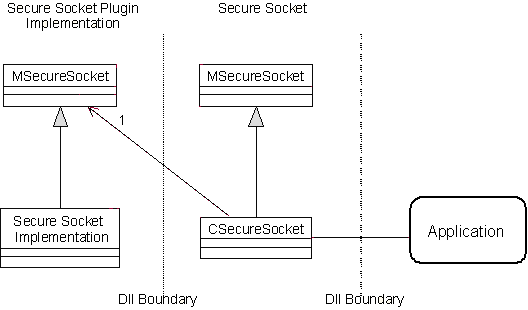 Secure Socket Plugin
Implementation
Secure Socket
MSecureSocket
MSecureSocket
1
Secure Socket
Implementation
CSecureSocket
Application
Dll Boundary
Dll Boundary